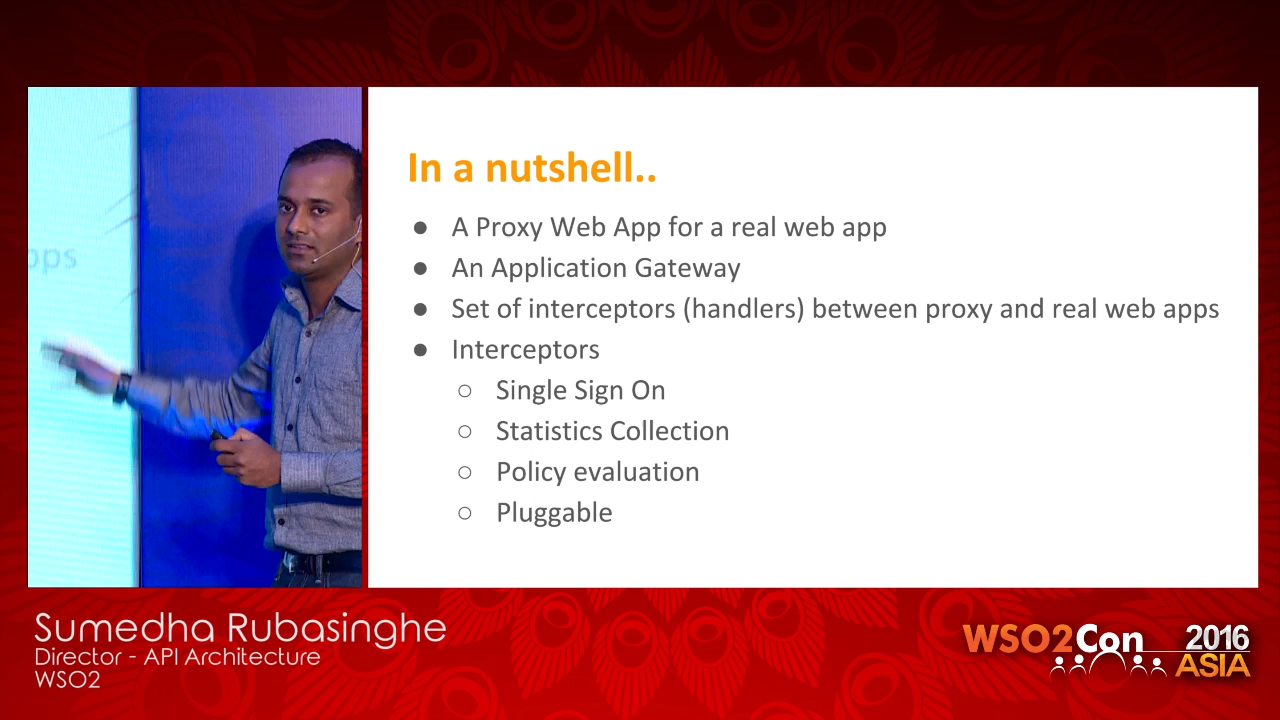 In a nutshell..
● A Proxy Web App for a real web app
● An Application Gateway
● Set of interceptors (handlers) between proxy and real web apps
● Interceptors
○ Single Sign On
○ Statistics Collection
○ Policy evaluation
○ Pluggable
pps
Sumedha Rubasinghe
Director - API Architecture
WSO2
WSO2Con 2016
ASIA